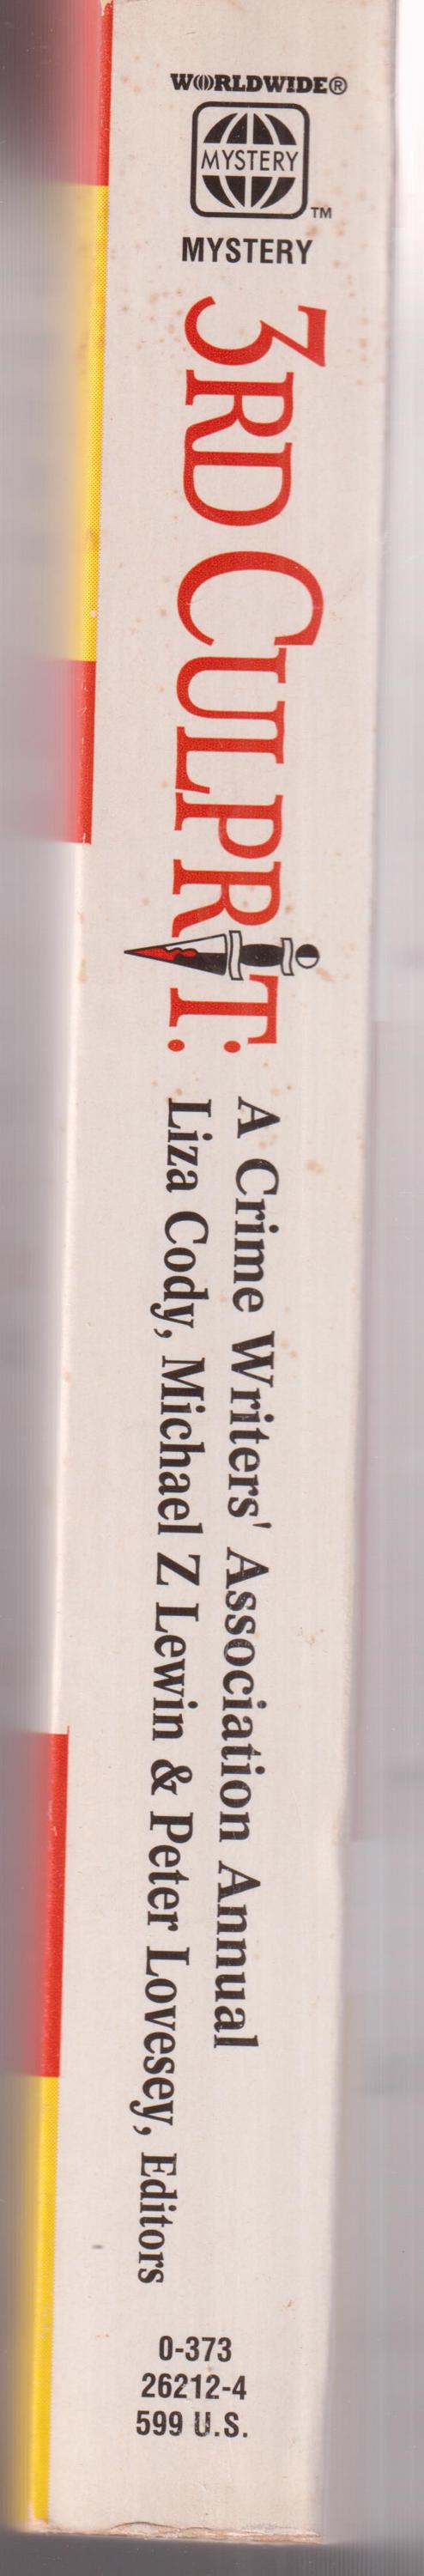 WORLDWIDE®
MYSTERY
TM
MYSTERY
3RD CULPRIT:
A Crime Writers' Association Annual
Liza Cody, Michael Z Lewin & Peter Lovesey, Editors
0-373
26212-4
599 U.S.